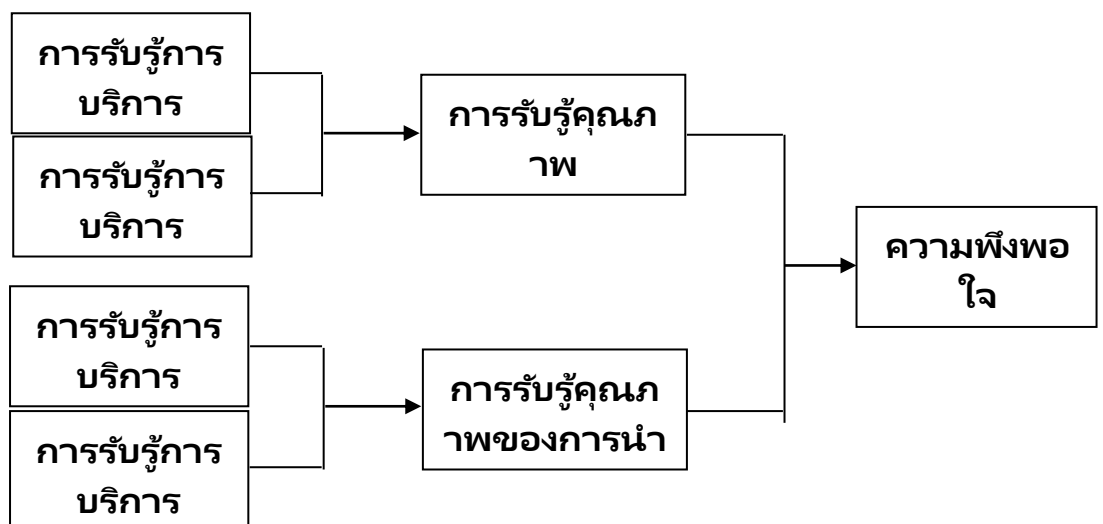 การรับรู้การ
บริการ
การรับรู้การ
บริการ
การรับรู้คุณภ
าพ
ความพึงพอ
ใจ
การรับรู้การ
บริการ
การรับรู้การ
บริการ
การรับรู้คุณภ
าพของการนำ